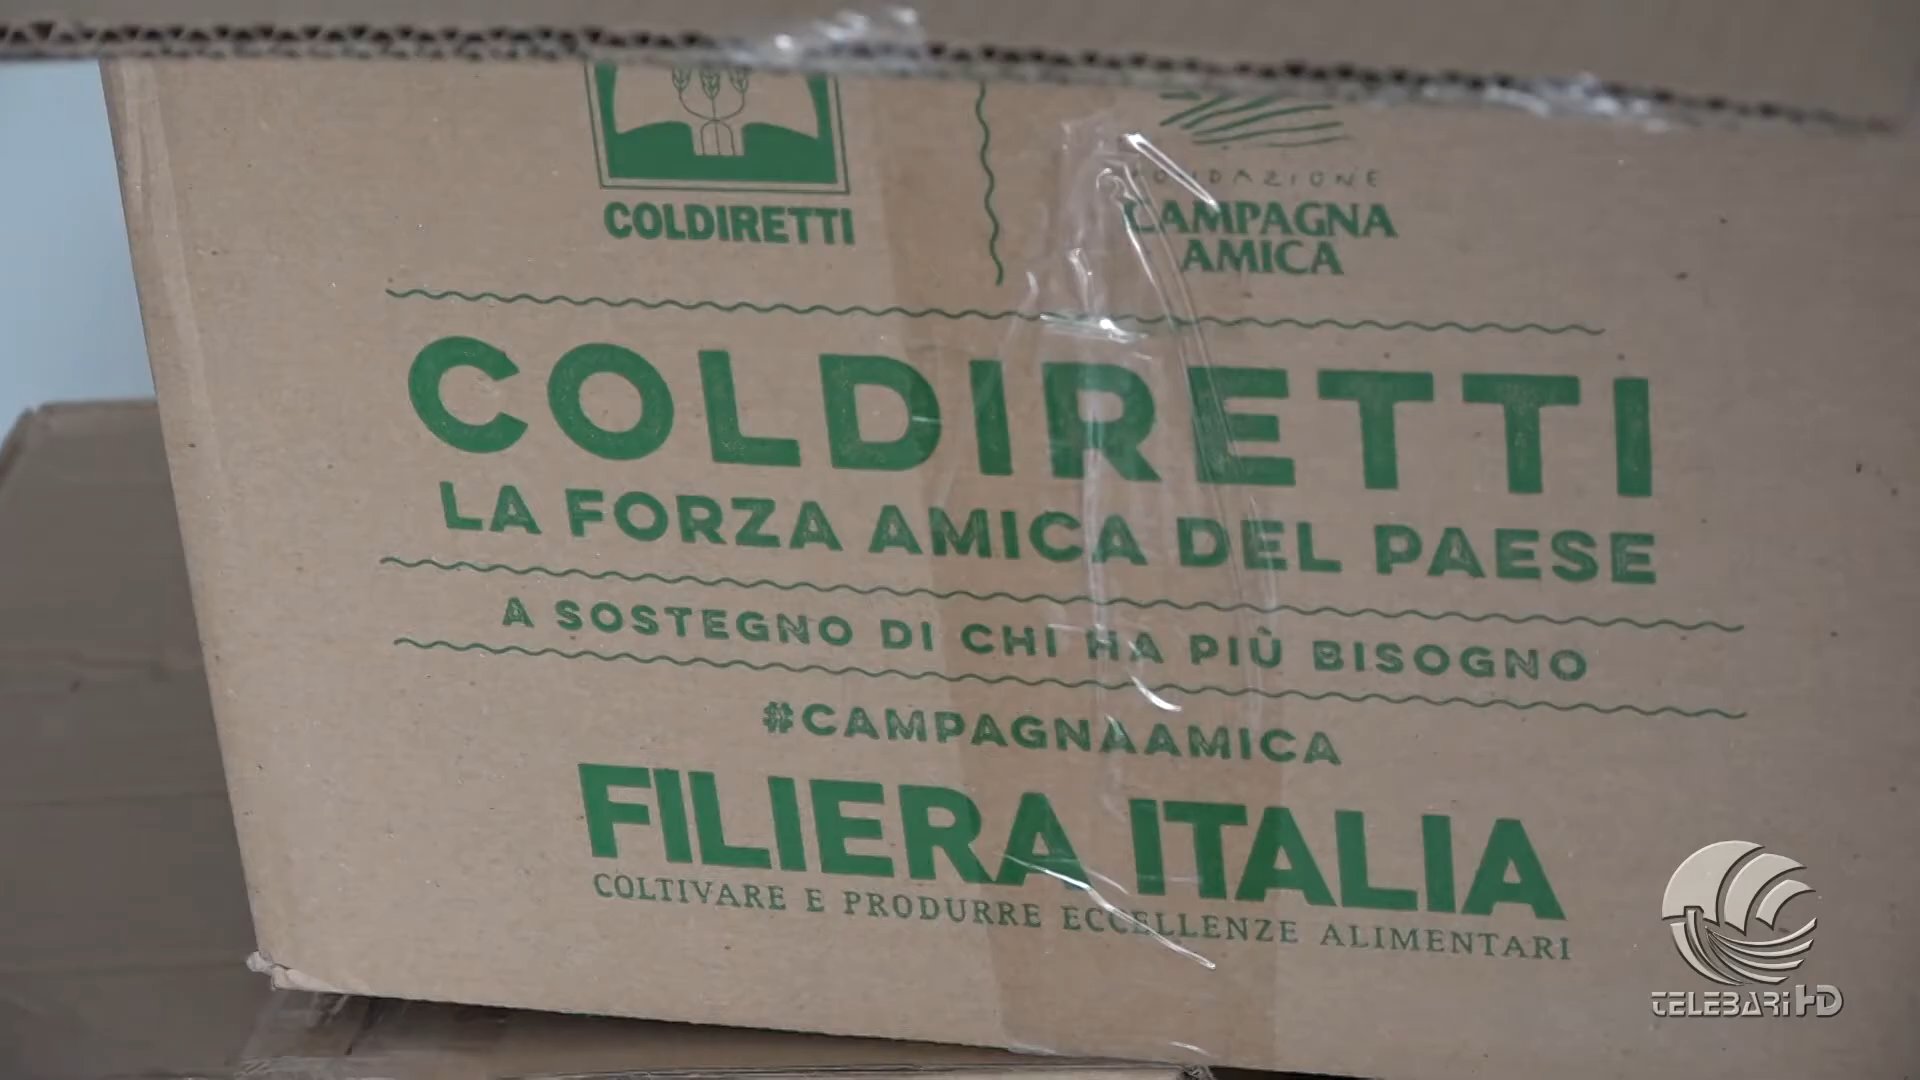 COLDIRETTI
FONDAZIONE
CAMPAGNA
AMICA
COLDIRETTI
LA FORZA AMICA DEL PAESE
A SOSTEGNO DI CHI HA PIÙ BISOGNO
#CAMPAGNAAMICA
FILIERA ITALIA
COLTIVARE E PRODURRE ECCELLENZE ALIMENTARI
TELEBARI HD